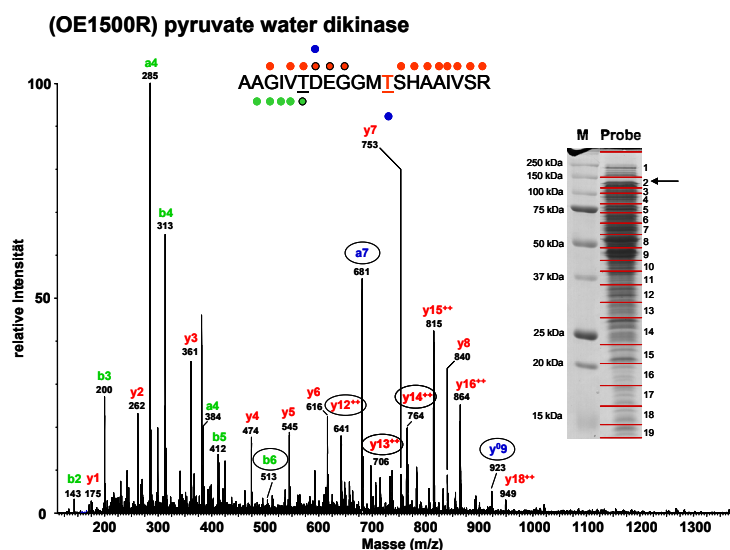 (OE1500R) pyruvate water dikinase
AAGIVTDEGGMTSHAAIVSR
relative Intensität
100
50
0
a4
285
b4
313
b3
200
y2
262
y3
361
a4
384
b5
412
b2
143
y1
175
y4
474
b6
513
y5
545
y6
616
y12++
641
a7
681
y7
753
y13++
706
y14++
764
y15++
815
y8
840
y16++
864
y⁰9
923
y18++
949
200 300 400 500 600 700 800 900 1000 1100 1200 1300
Masse (m/z)
M Probe
250 kDa
150 kDa
100 kDa
75 kDa
50 kDa
37 kDa
25 kDa
20 kDa
15 kDa
1
2
3
4
5
6
7
8
9
10
11
12
13
14
15
16
17
18
19